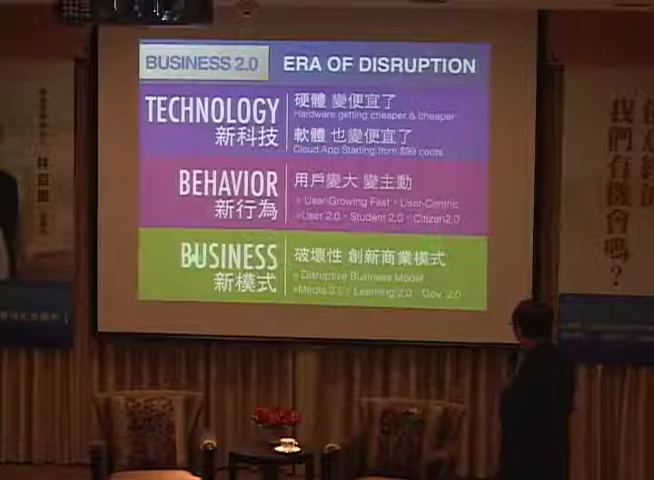 BUSINESS 2.0
ERA OF DISRUPTION
TECHNOLOGY
新科技
硬體 變便宜了
Hardware getting cheaper & cheaper
軟體 也變便宜了
Cloud App Starting from $99 cents
BEHAVIOR
新行為
用戶變大 變主動
User Growing Fast、User-Centric
User 2.0、Student 2.0、Citizen2.0
BUSINESS
新模式
破壞性 創新商業模式
Disruptive Business Model
Media 2.0、Learning 2.0、Gov. 2.0
我們有機會嗎?